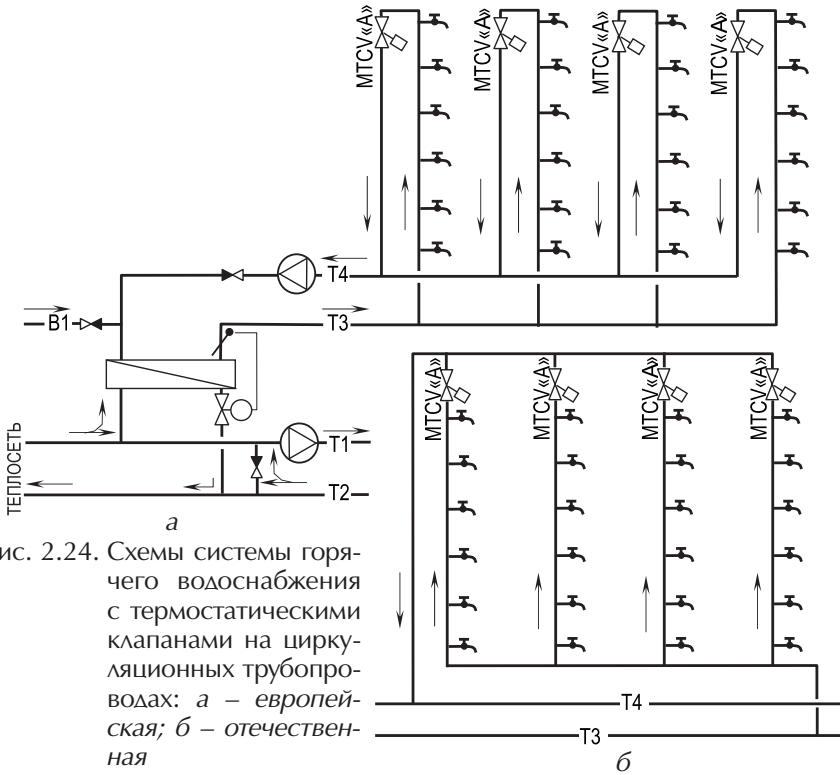 MTCV«A»
MTCV«A»
MTCV«A»
MTCV«A»
T4
B1
T3
T1
T2
ТЕПЛОСЕТЬ
а
MTCV«A»
MTCV«A»
MTCV«A»
MTCV«A»
T4
T3
б
ис. 2.24. Схемы системы горя-
чего водоснабжения
с термостатическими
клапанами на цирку-
ляционных трубопро-
водах: а – европей-
ская; б – отечествен-
ная